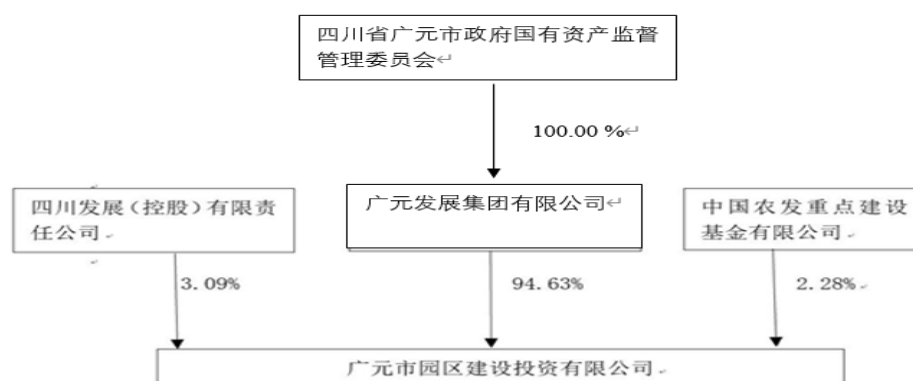 四川省广元市政府国有资产监督
管理委员会↵
100.00 %↵
四川发展（控股）有限责
任公司
广元发展集团有限公司↵
中国农发重点建设
基金有限公司
3.09%
94.63%
2.28%
广元市园区建设投资有限公司